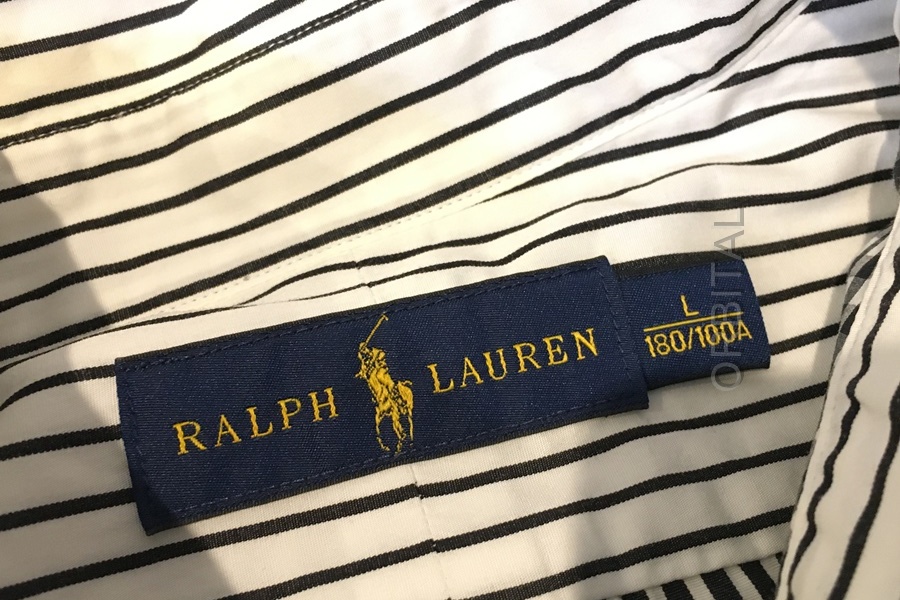 RALPH LAUREN
L
180/100A
ORBITAL